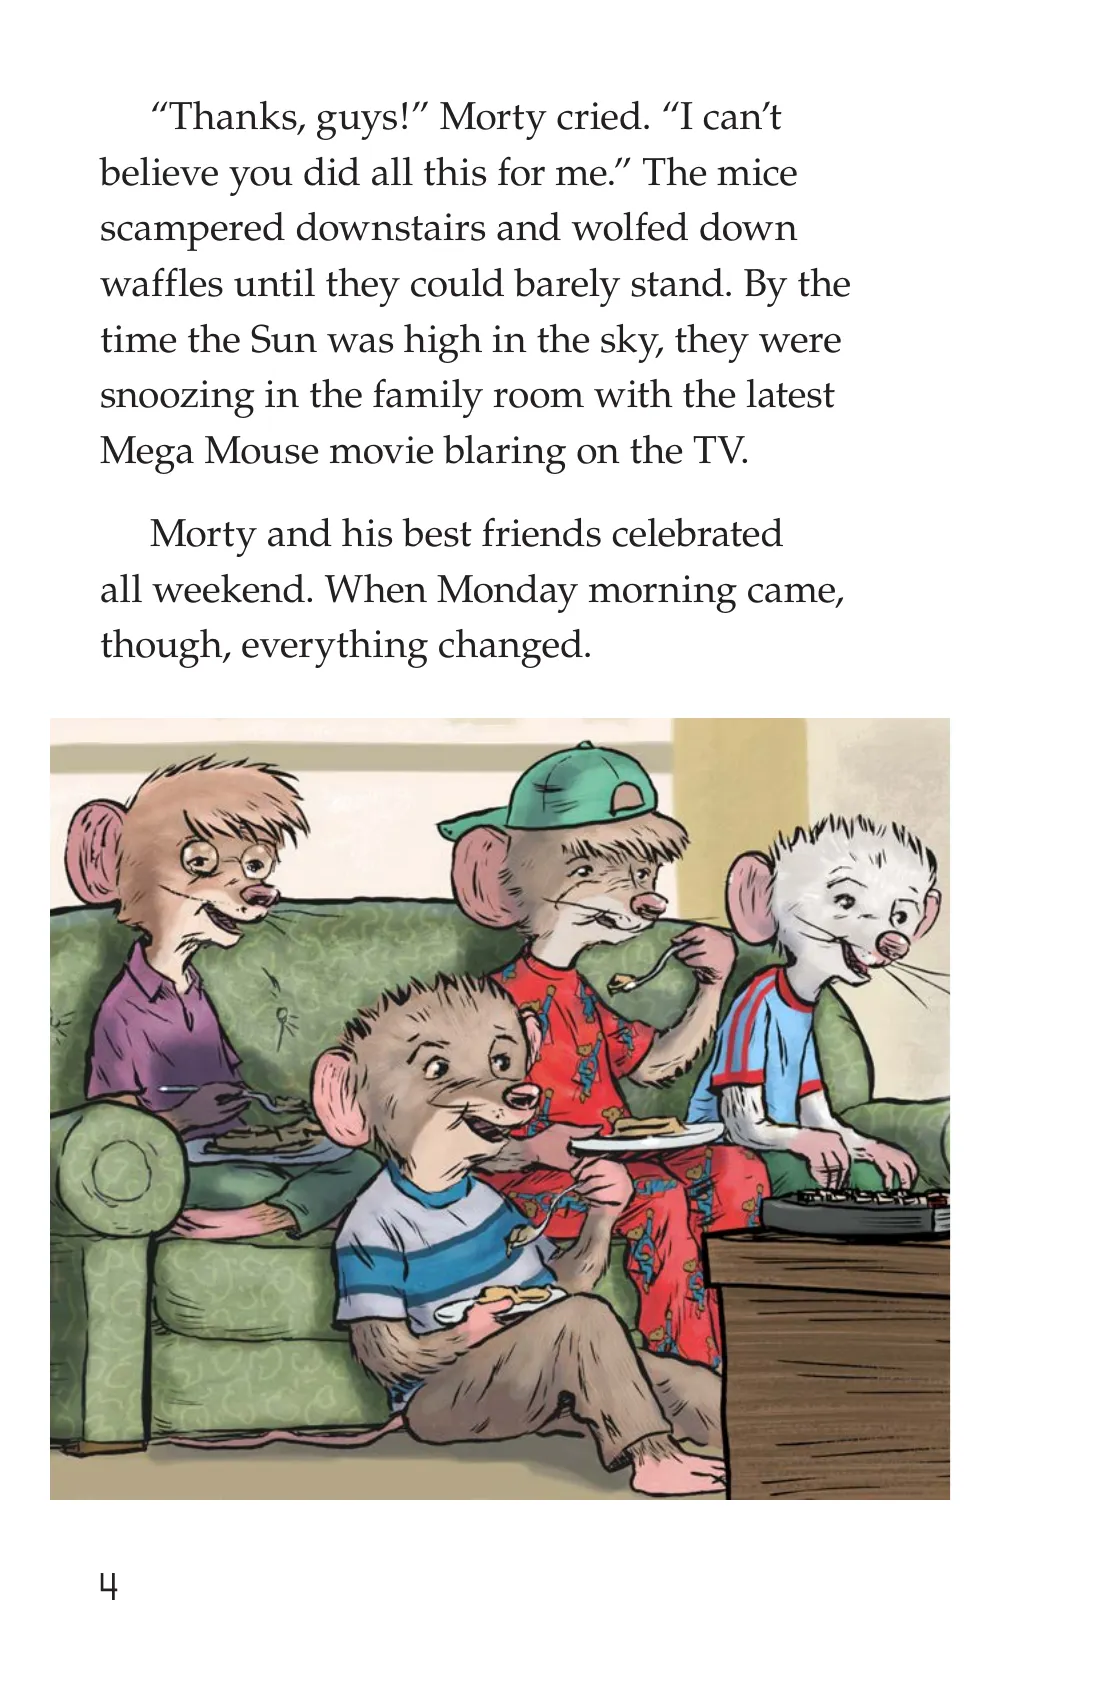 “Thanks, guys!” Morty cried. “I can’t
believe you did all this for me.” The mice
scampered downstairs and wolfed down
waffles until they could barely stand. By the
time the Sun was high in the sky, they were
snoozing in the family room with the latest
Mega Mouse movie blaring on the TV.
Morty and his best friends celebrated
all weekend. When Monday morning came,
though, everything changed.
4